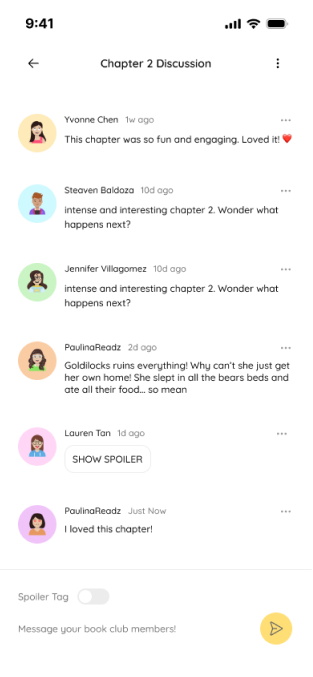 9:41
Chapter 2 Discussion
Yvonne Chen 1w ago
This chapter was so fun and engaging. Loved it! ❤️
Steaven Baldoza 10d ago
intense and interesting chapter 2. Wonder what
happens next?
Jennifer Villagomez 10d ago
intense and interesting chapter 2. Wonder what
happens next?
PaulinaReadz 2d ago
Goldilocks ruins everything! Why can't she just get
her own home! She slept in all the bears beds and
ate all their food... so mean
Lauren Tan 1d ago
SHOW SPOILER
PaulinaReadz Just Now
I loved this chapter!
Spoiler Tag
Message your book club members!